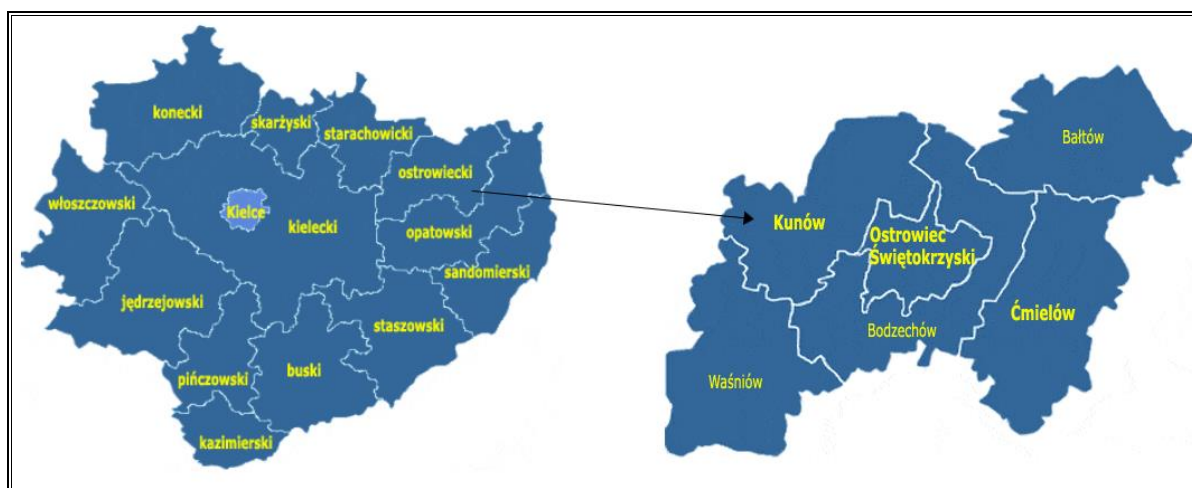 konecki
skarżyski
starachowicki
ostrowiecki
włoszczowski
Kielce
kielecki
opatowski
sandomierski
jędrzejowski
staszowski
pińczowski
buski
kazimierski
Bałtów
Kunów
Ostrowiec
Świętokrzyski
Ćmielów
Bodzechów
Waśniów